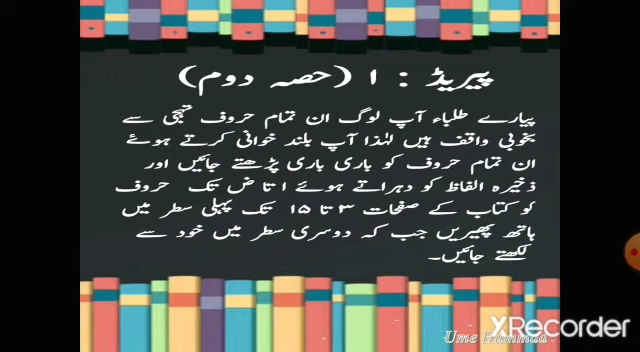 پیریڈ : ۱ (حصہ دوم)
پیارے طلباء آپ لوگ ان تمام حروف تہجی سے
بخوبی واقف ہیں لہٰذا آپ بلند خوانی کرتے ہوئے
ان تمام حروف کو باری باری پڑھتے جائیں اور
ذخیرہ الفاظ کو دہراتے ہوئے ا تا ض تک حروف
کو کتاب کے صفحات ۳ تا ۱۵ تک پہلی سطر میں
ہاتھ پھیریں جب کہ دوسری سطر میں خود سے
لکھتے جائیں۔
XRecorder
Ume